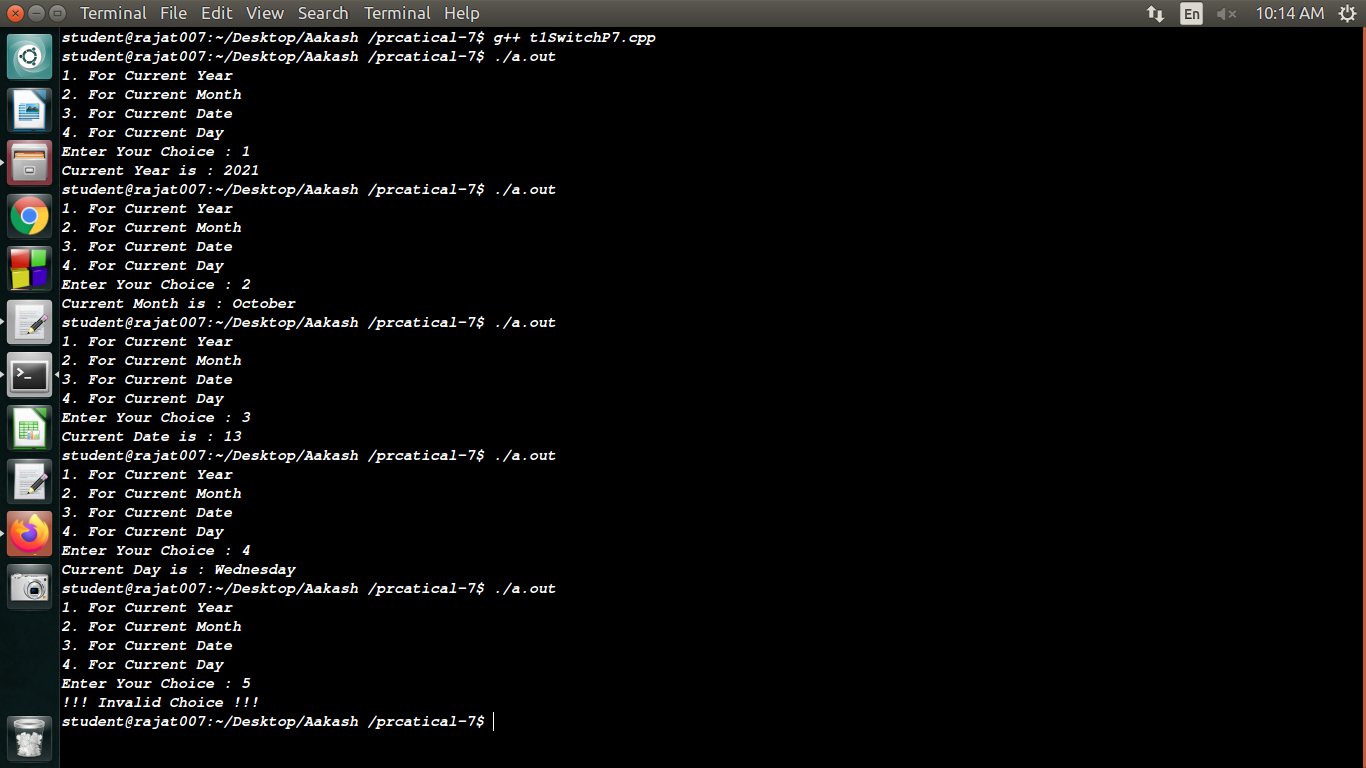 Terminal File Edit View Search Terminal Help En 10:14 AM
student@rajat007:~/Desktop/Aakash /prcatical-7$ g++ t1SwitchP7.cpp
student@rajat007:~/Desktop/Aakash /prcatical-7$ ./a.out
1. For Current Year
2. For Current Month
3. For Current Date
4. For Current Day
Enter Your Choice : 1
Current Year is : 2021
student@rajat007:~/Desktop/Aakash /prcatical-7$ ./a.out
1. For Current Year
2. For Current Month
3. For Current Date
4. For Current Day
Enter Your Choice : 2
Current Month is : October
student@rajat007:~/Desktop/Aakash /prcatical-7$ ./a.out
1. For Current Year
2. For Current Month
3. For Current Date
4. For Current Day
Enter Your Choice : 3
Current Date is : 13
student@rajat007:~/Desktop/Aakash /prcatical-7$ ./a.out
1. For Current Year
2. For Current Month
3. For Current Date
4. For Current Day
Enter Your Choice : 4
Current Day is : Wednesday
student@rajat007:~/Desktop/Aakash /prcatical-7$ ./a.out
1. For Current Year
2. For Current Month
3. For Current Date
4. For Current Day
Enter Your Choice : 5
!!! Invalid Choice !!!
student@rajat007:~/Desktop/Aakash /prcatical-7$